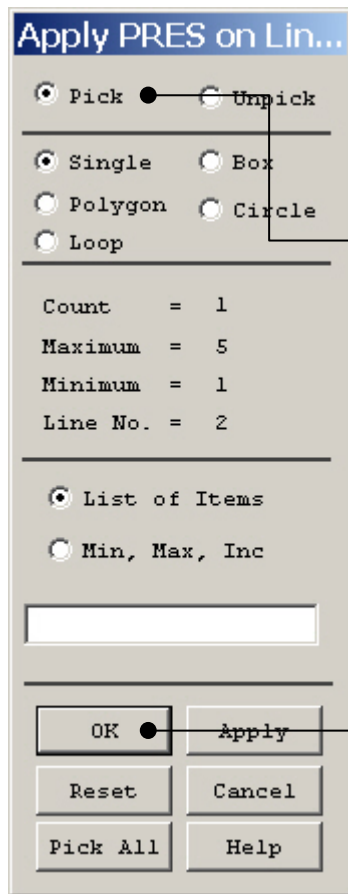 Apply PRES on Lin...
Pick Unpick
Single Box
Polygon Circle
Loop
Count = 1
Maximum = 5
Minimum = 1
Line No. = 2
List of Items
Min, Max, Inc
OK Apply
Reset Cancel
Pick All Help